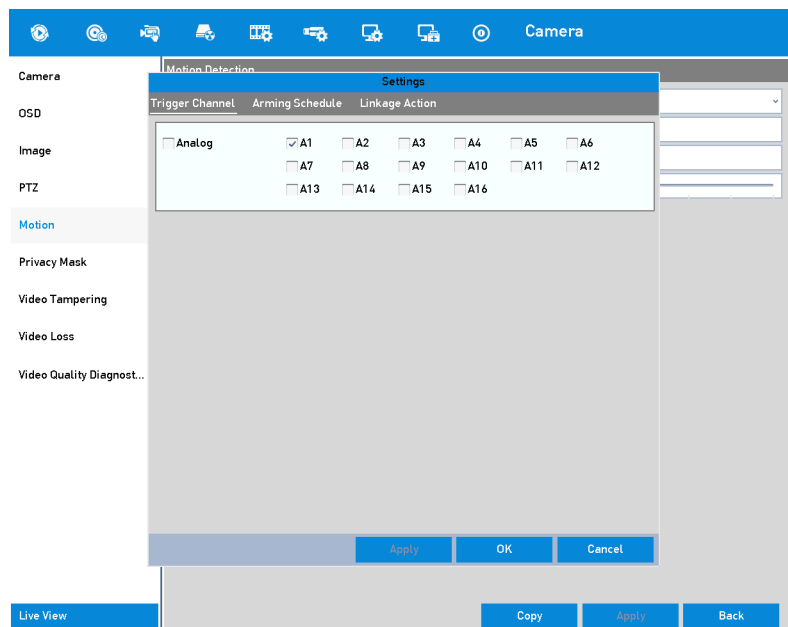 Camera
Camera
OSD
Image
PTZ
Motion
Privacy Mask
Video Tampering
Video Loss
Video Quality Diagnost...
Live View
Motion Detection
Settings
Trigger Channel Arming Schedule Linkage Action
Analog A1 A2 A3 A4 A5 A6
A7 A8 A9 A10 A11 A12
A13 A14 A15 A16
Apply OK Cancel
Copy Apply Back